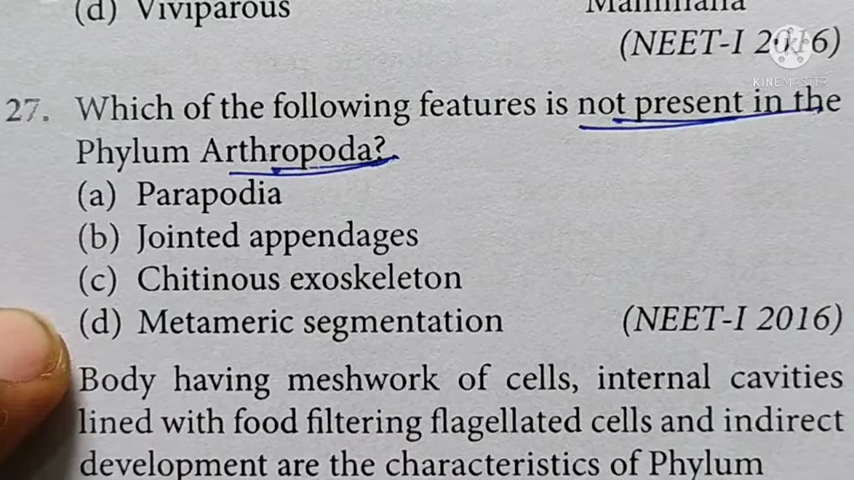 (d) Viviparous Mammalia
(NEET-I 2016)
KINEMASTER
27. Which of the following features is not present in the
Phylum Arthropoda?
(a) Parapodia
(b) Jointed appendages
(c) Chitinous exoskeleton
(d) Metameric segmentation (NEET-I 2016)
Body having meshwork of cells, internal cavities
lined with food filtering flagellated cells and indirect
development are the characteristics of Phylum